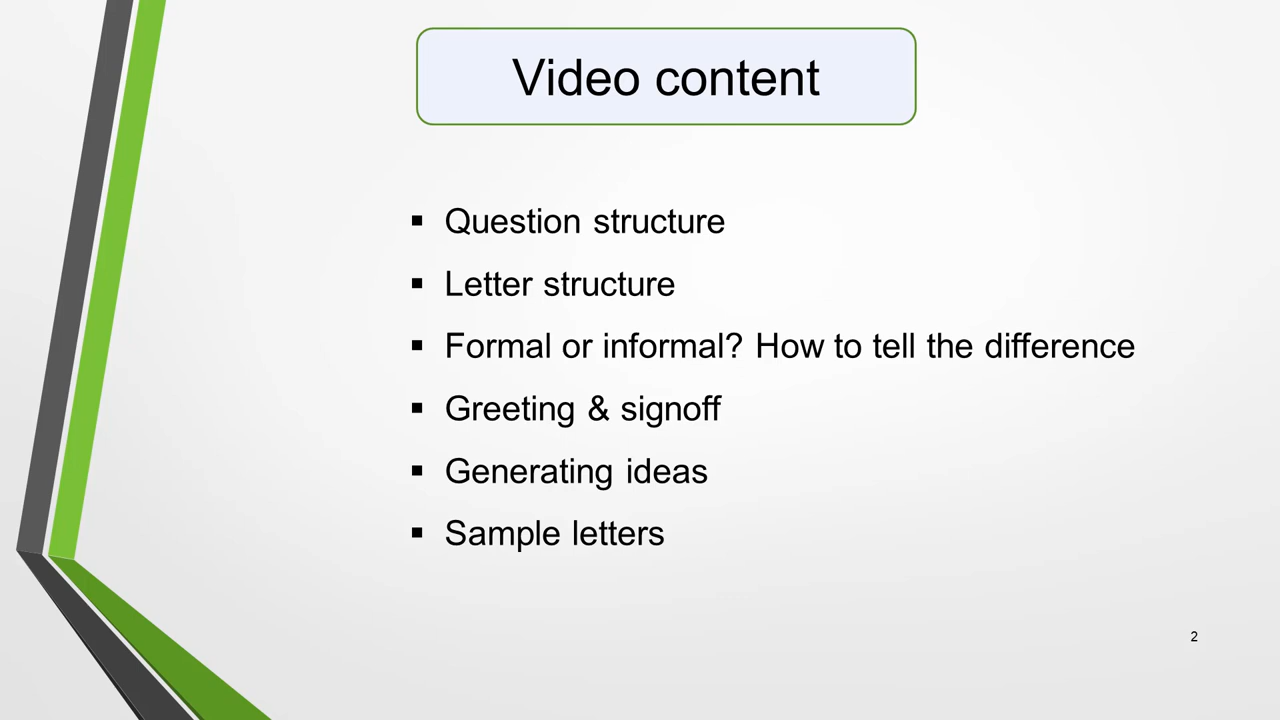 Video content
▪ Question structure
▪ Letter structure
▪ Formal or informal? How to tell the difference
▪ Greeting & signoff
▪ Generating ideas
▪ Sample letters
2